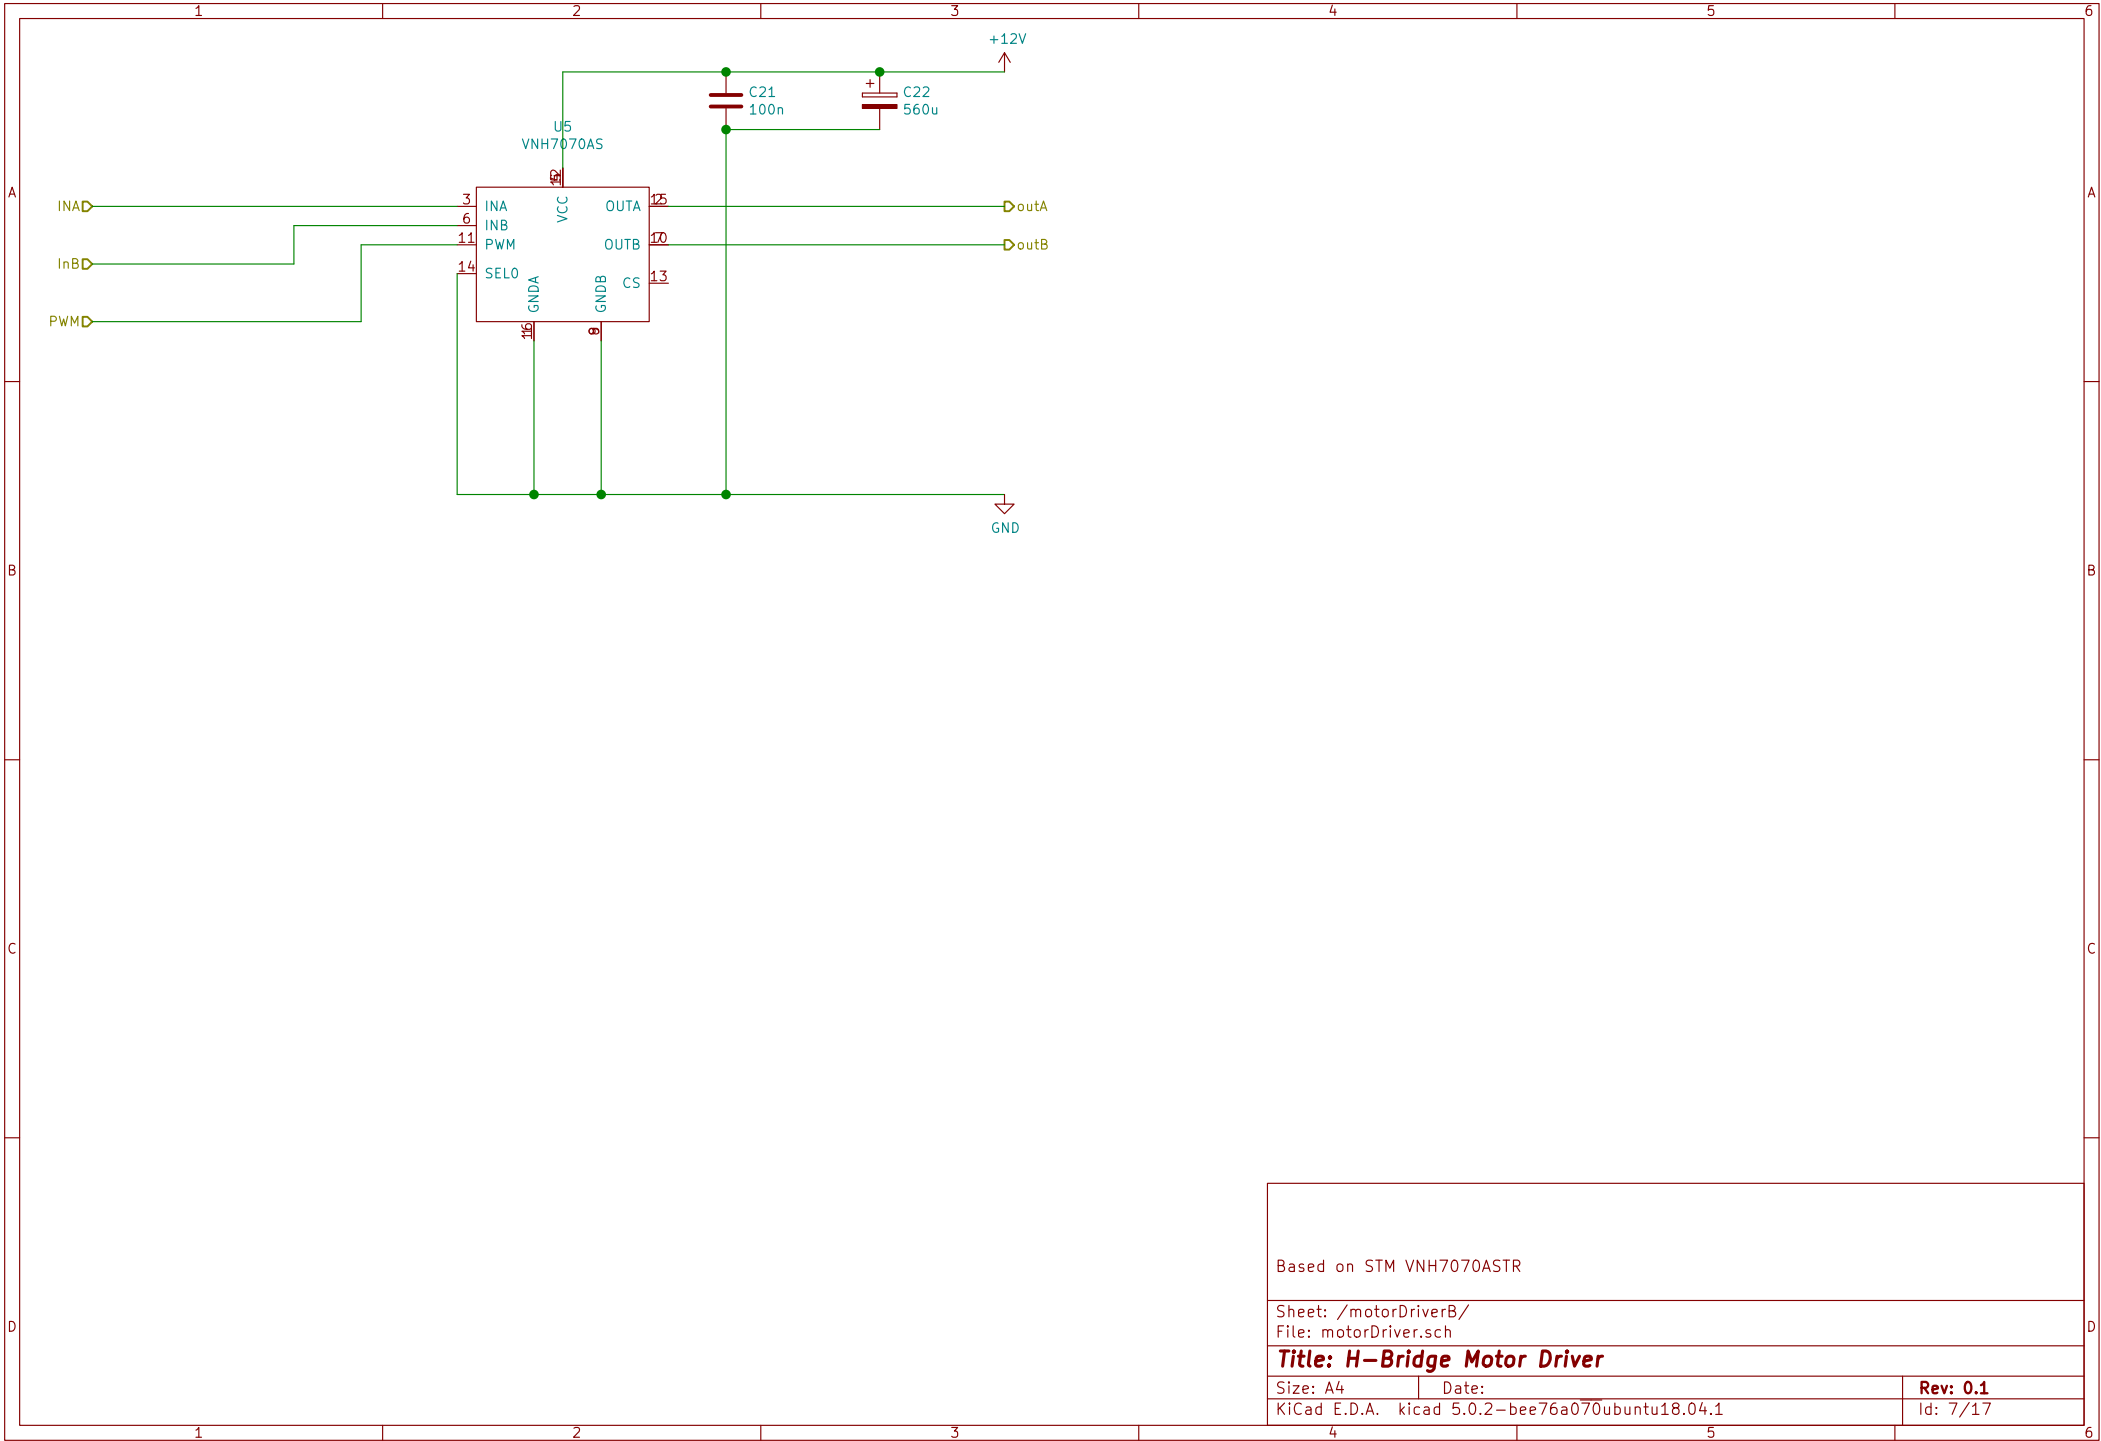 1 2 3 4 5 6
+12V
C21
100n
C22
560u
U5
VNH7070AS
A A
INA 3 INA VCC OUTA outA
6 INB
11 PWM OUTB 10 outB
InB
14 SEL0
CS 13
GNDA GNDB
PWM
16
GND
B B
C C
Based on STM VNH7070ASTR
Sheet: /motorDriverB/
File: motorDriver.sch
D D
Title: H-Bridge Motor Driver
Size: A4 Date: Rev: 0.1
KiCad E.D.A. kicad 5.0.2-bee76a070ubuntu18.04.1 Id: 7/17
1 2 3 4 5 6